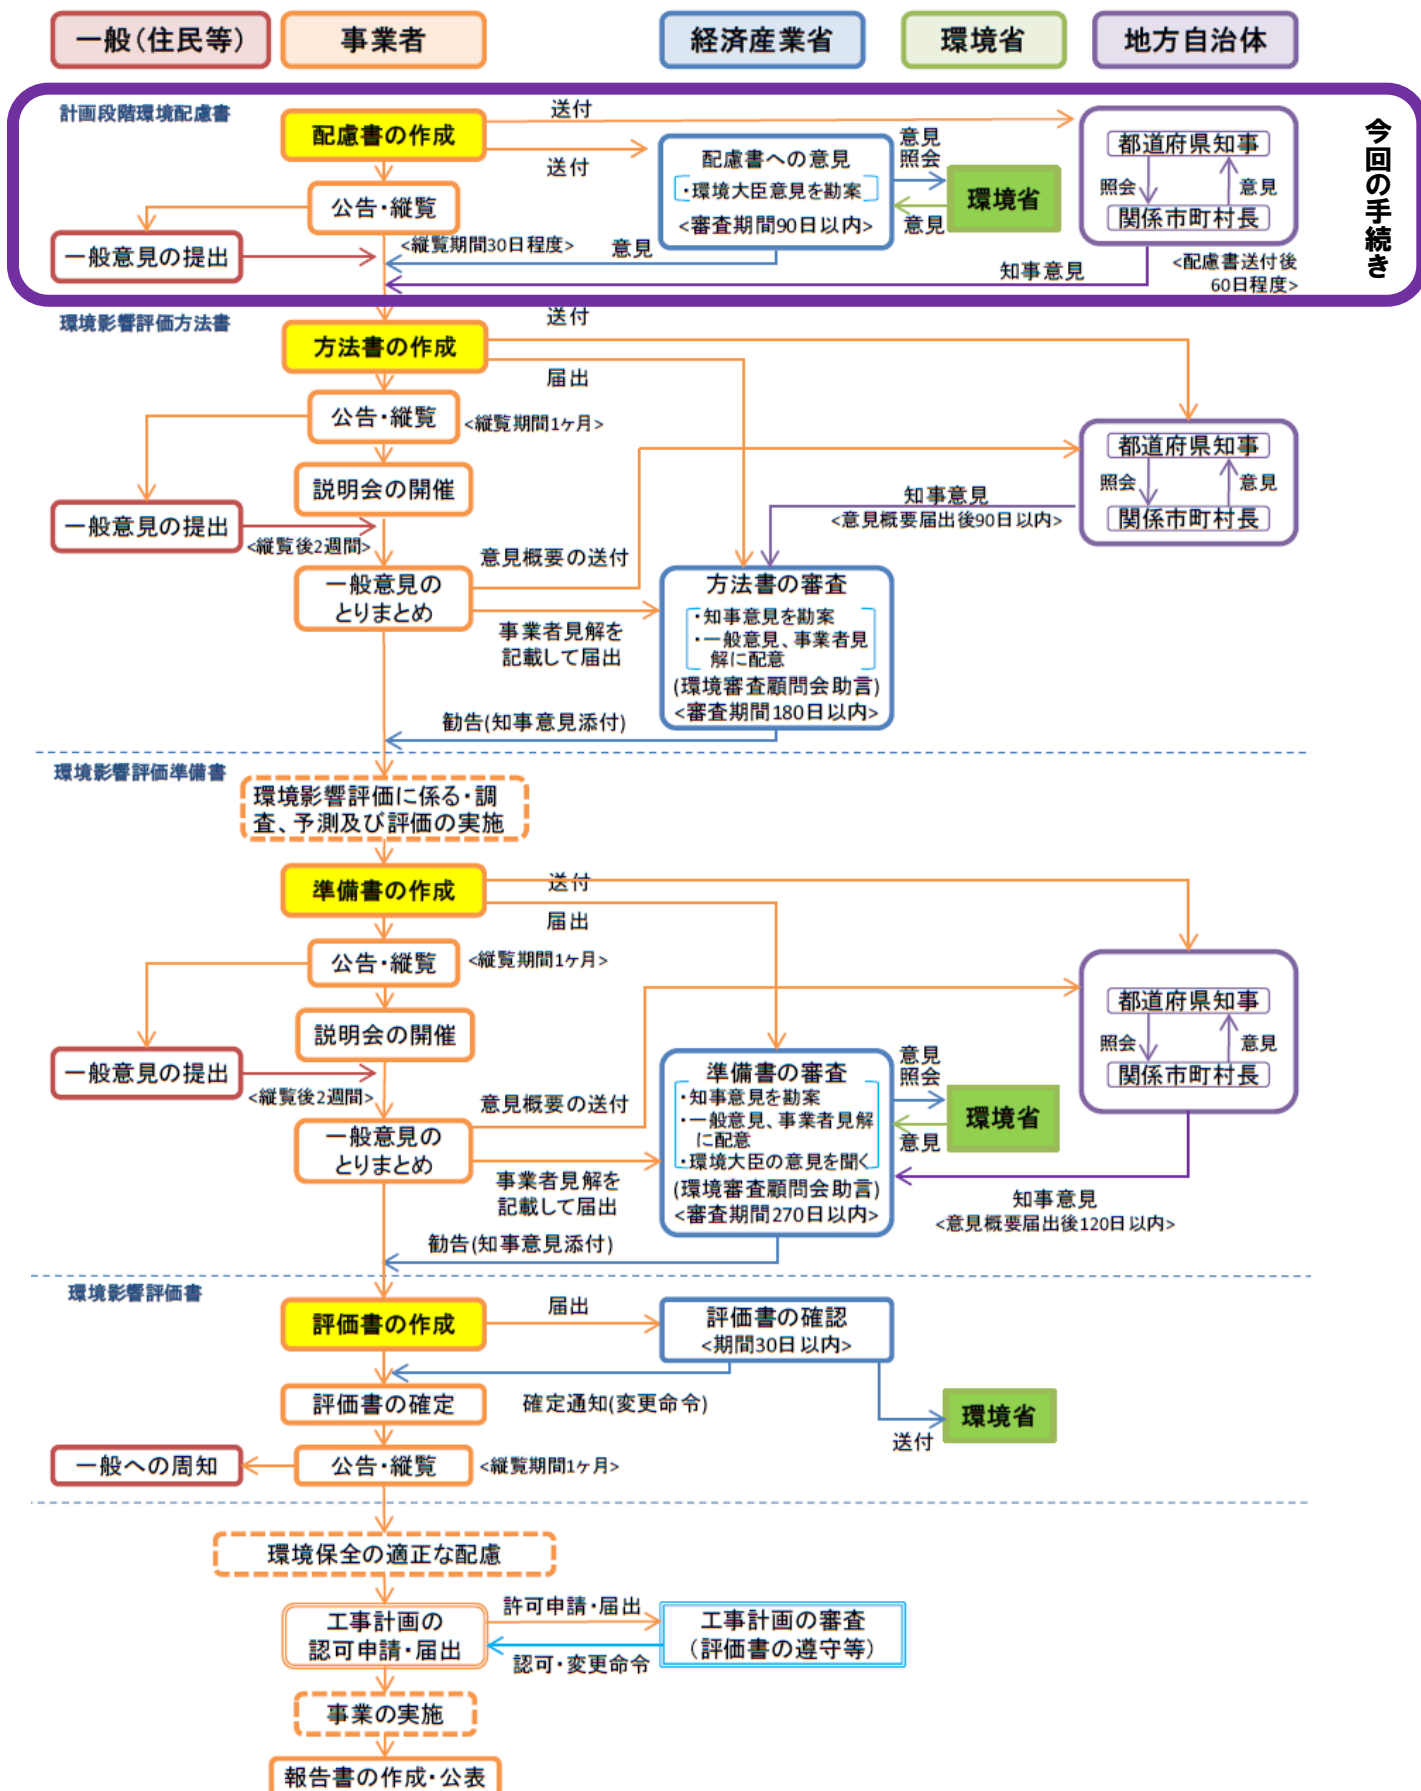 一般(住民等)
事業者
経済産業省
環境省
地方自治体
今回の手続き
計画段階環境配慮書
配慮書の作成
送付
送付
公告・縦覧
<縦覧期間30日程度>
一般意見の提出
配慮書への意見
・環境大臣意見を勘案
<審査期間90日以内>
意見
照会
意見
環境省
意見
都道府県知事
照会
意見
関係市町村長
知事意見
<配慮書送付後
60日程度>
環境影響評価方法書
方法書の作成
送付
届出
公告・縦覧
<縦覧期間1ヶ月>
説明会の開催
一般意見の提出
<縦覧後2週間>
一般意見の
とりまとめ
意見概要の送付
事業者見解を
記載して届出
都道府県知事
照会
意見
関係市町村長
知事意見
<意見概要届出後90日以内>
方法書の審査
・知事意見を勘案
・一般意見、事業者見
解に配意
(環境審査顧問会助言)
<審査期間180日以内>
勧告(知事意見添付)
環境影響評価準備書
環境影響評価に係る・調
査、予測及び評価の実施
準備書の作成
送付
届出
公告・縦覧
<縦覧期間1ヶ月>
説明会の開催
一般意見の提出
<縦覧後2週間>
一般意見の
とりまとめ
意見概要の送付
事業者見解を
記載して届出
準備書の審査
・知事意見を勘案
・一般意見、事業者見解
に配意
・環境大臣の意見を聞く
(環境審査顧問会助言)
<審査期間270日以内>
意見
照会
意見
環境省
都道府県知事
照会
意見
関係市町村長
知事意見
<意見概要届出後120日以内>
勧告(知事意見添付)
環境影響評価書
評価書の作成
届出
評価書の確認
<期間30日以内>
評価書の確定
確定通知(変更命令)
送付
環境省
公告・縦覧
<縦覧期間1ヶ月>
一般への周知
環境保全の適正な配慮
工事計画の
認可申請・届出
許可申請・届出
認可・変更命令
工事計画の審査
(評価書の遵守等)
事業の実施
報告書の作成・公表